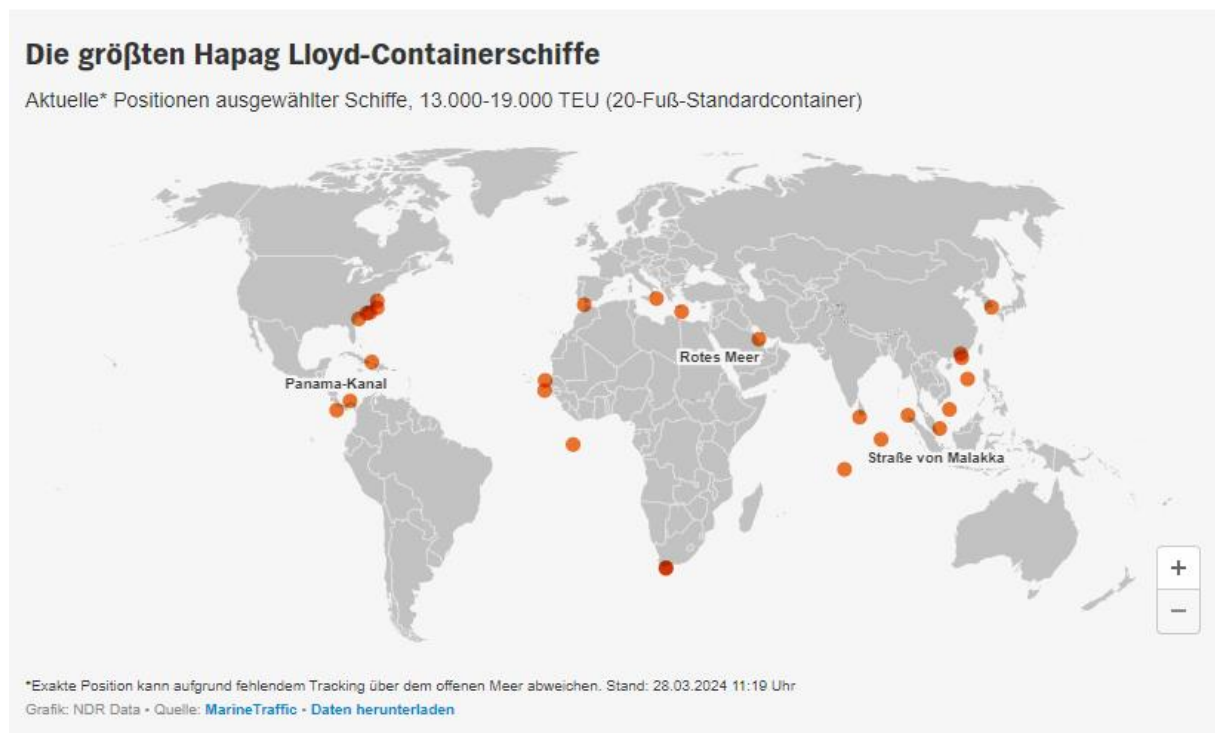 Die größten Hapag Lloyd-Containerschiffe
Aktuelle* Positionen ausgewählter Schiffe, 13.000-19.000 TEU (20-Fuß-Standardcontainer)
Rotes Meer
Panama-Kanal
Straße von Malakka
+
−
*Exakte Position kann aufgrund fehlendem Tracking über dem offenen Meer abweichen. Stand: 28.03.2024 11:19 Uhr
Grafik: NDR Data • Quelle: MarineTraffic • Daten herunterladen